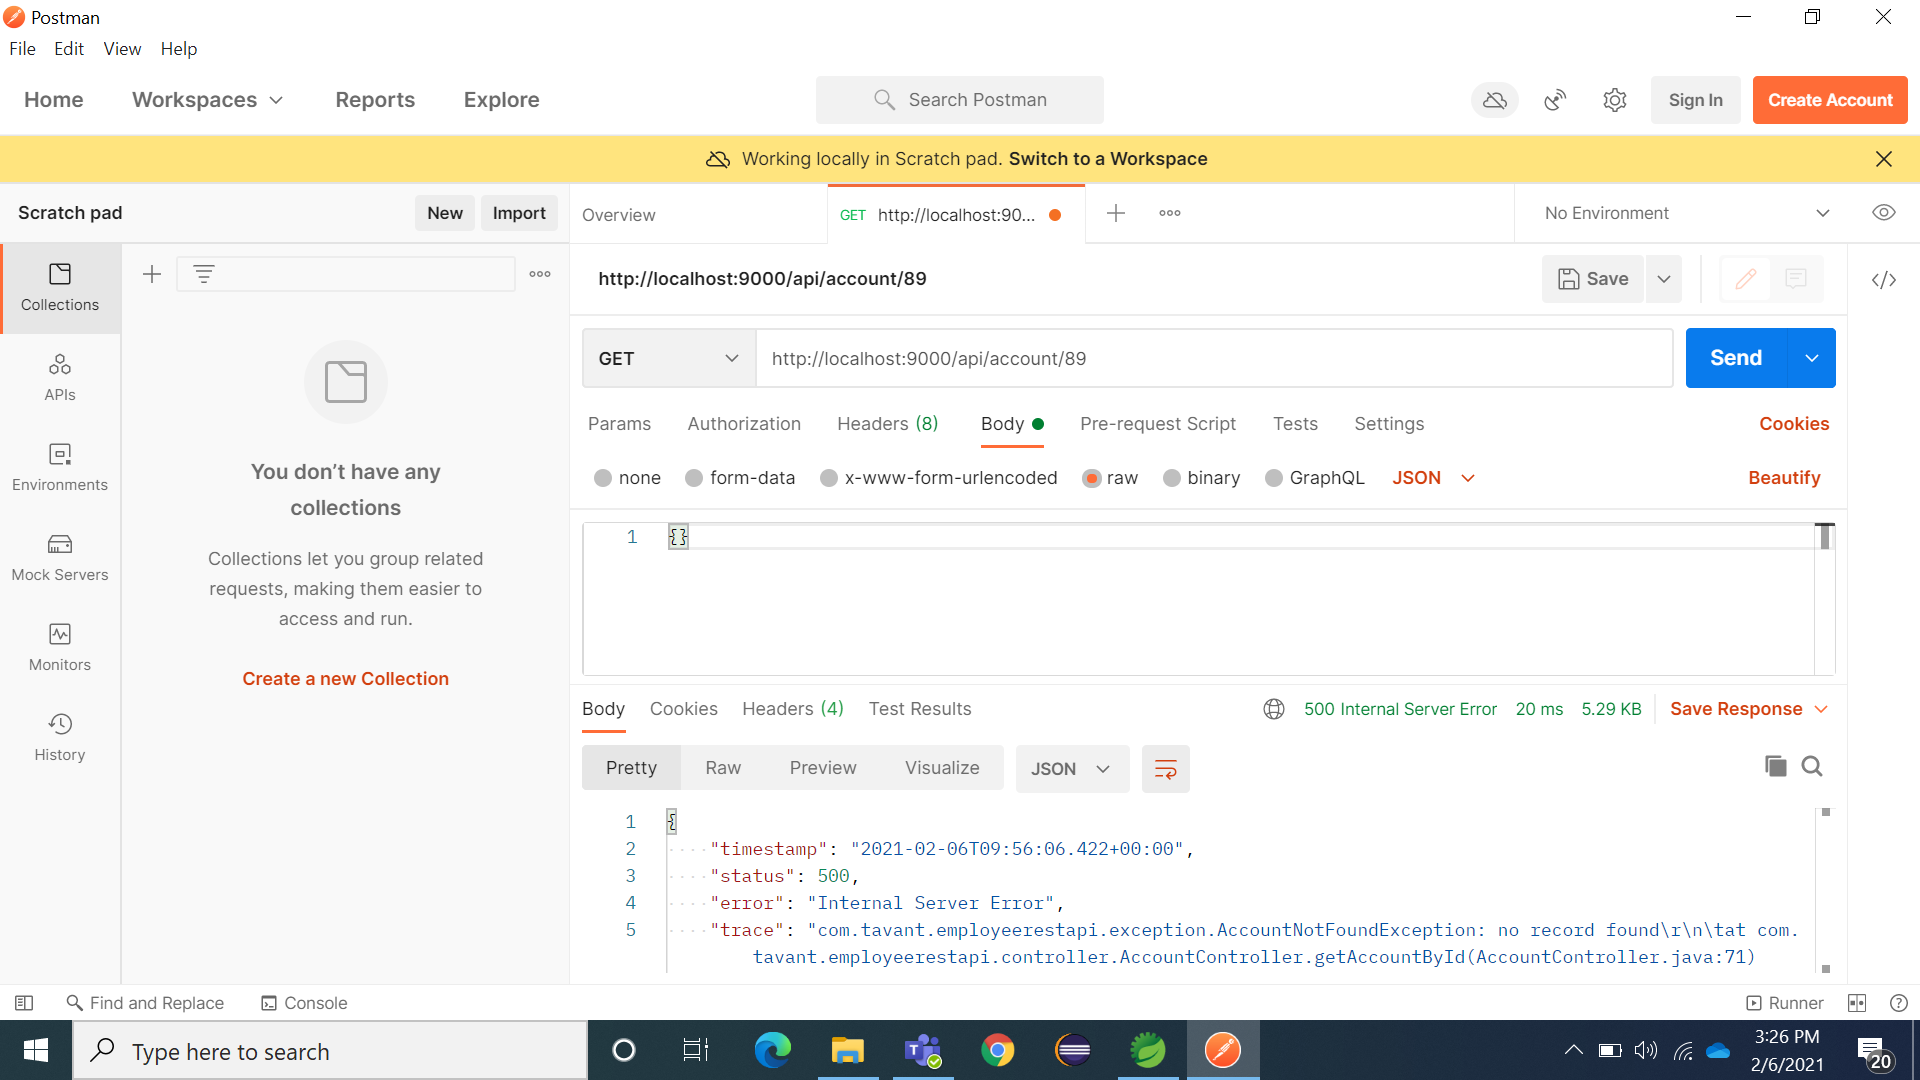 Postman
File Edit View Help
Home Workspaces Reports Explore Search Postman Sign In Create Account
Working locally in Scratch pad. Switch to a Workspace
Scratch pad New Import
Overview GET http://localhost:90... No Environment
Collections
APIs
Environments
Mock Servers
Monitors
History
You don’t have any
collections
Collections let you group related
requests, making them easier to
access and run.
Create a new Collection
http://localhost:9000/api/account/89 Save
GET http://localhost:9000/api/account/89 Send
Params Authorization Headers (8) Body Pre-request Script Tests Settings Cookies
none form-data x-www-form-urlencoded raw binary GraphQL JSON Beautify
1 {}
Body Cookies Headers (4) Test Results 500 Internal Server Error 20 ms 5.29 KB Save Response
Pretty Raw Preview Visualize JSON
1 {
2 "timestamp": "2021-02-06T09:56:06.422+00:00",
3 "status": 500,
4 "error": "Internal Server Error",
5 "trace": "com.tavant.employeerestapi.exception.AccountNotFoundException: no record found\r\n\tat com.
tavant.employeerestapi.controller.AccountController.getAccountById(AccountController.java:71)
Find and Replace Console Runner
Type here to search
3:26 PM
2/6/2021
20